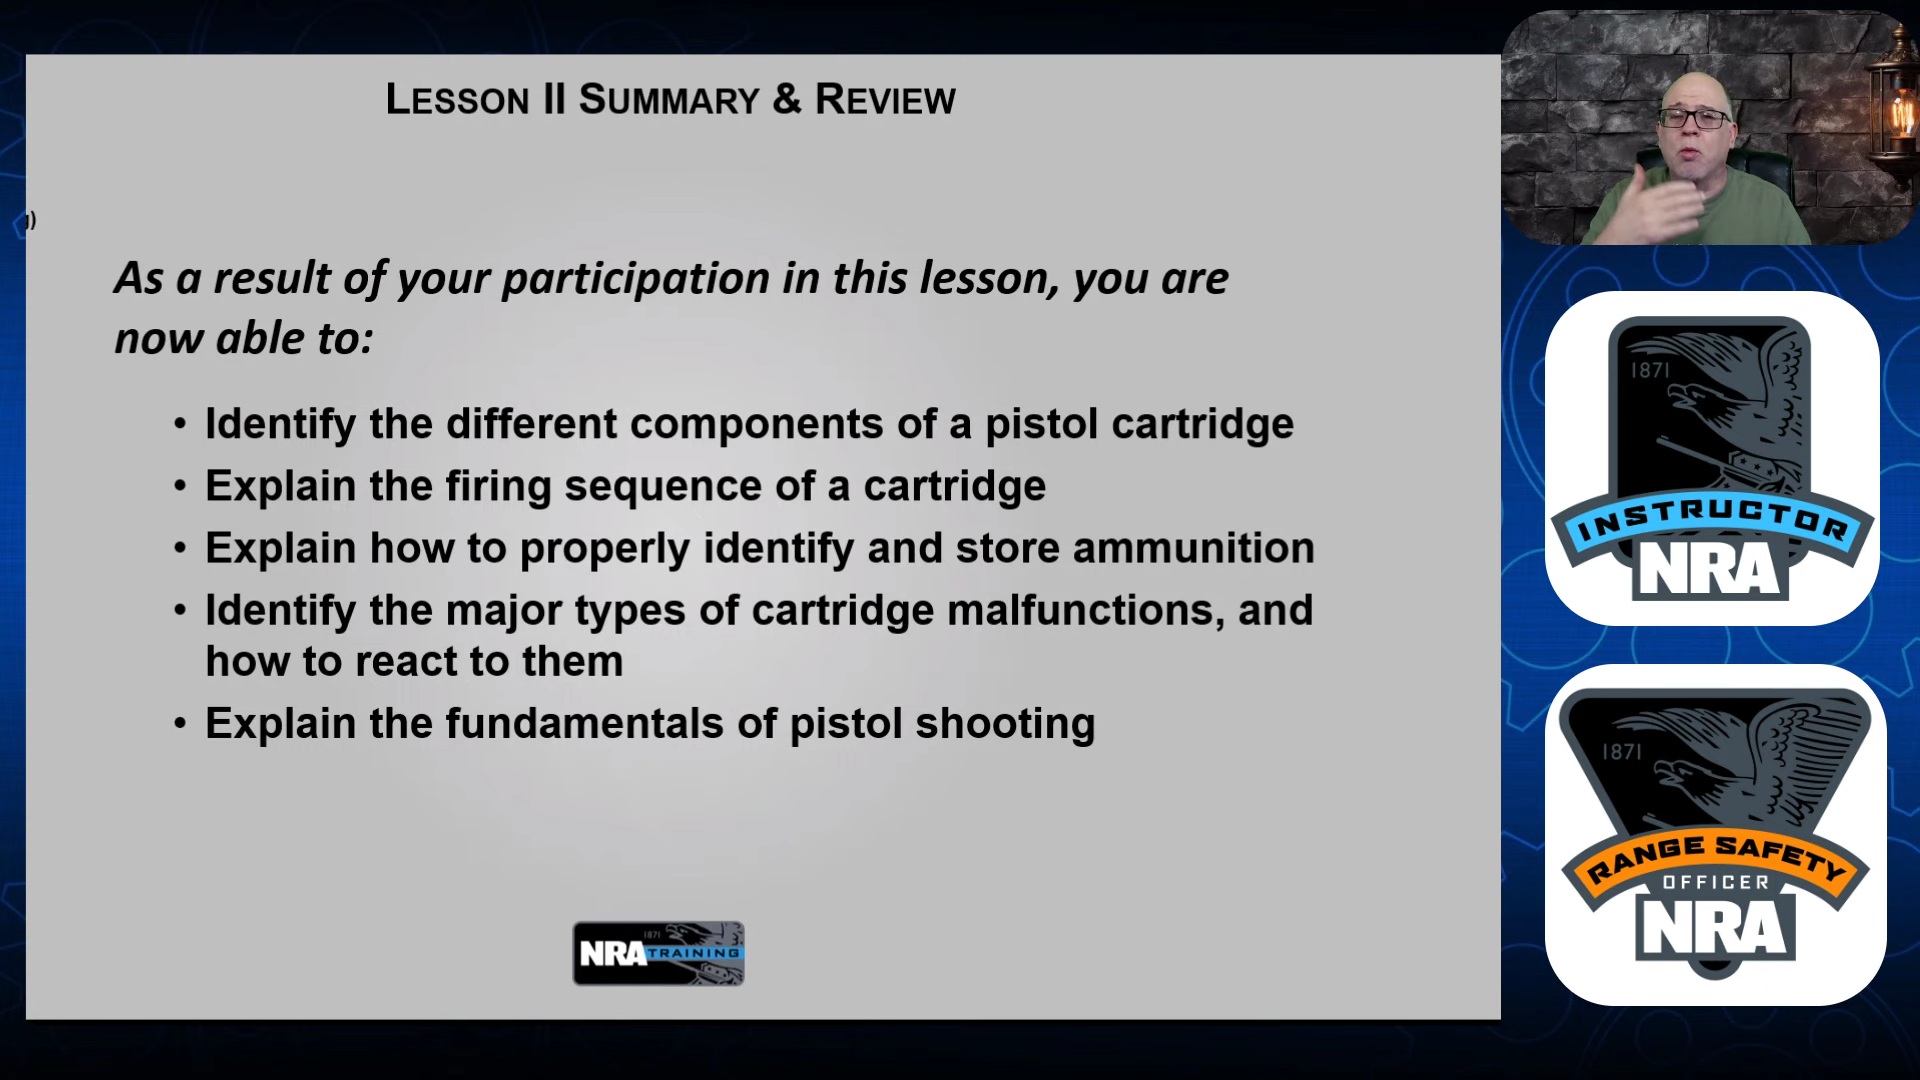 LESSON II SUMMARY & REVIEW
g)
As a result of your participation in this lesson, you are
now able to:
• Identify the different components of a pistol cartridge
• Explain the firing sequence of a cartridge
• Explain how to properly identify and store ammunition
• Identify the major types of cartridge malfunctions, and
how to react to them
• Explain the fundamentals of pistol shooting
1871
NRA TRAINING
1871
INSTRUCTOR
NRA
1871
RANGE SAFETY
OFFICER
NRA